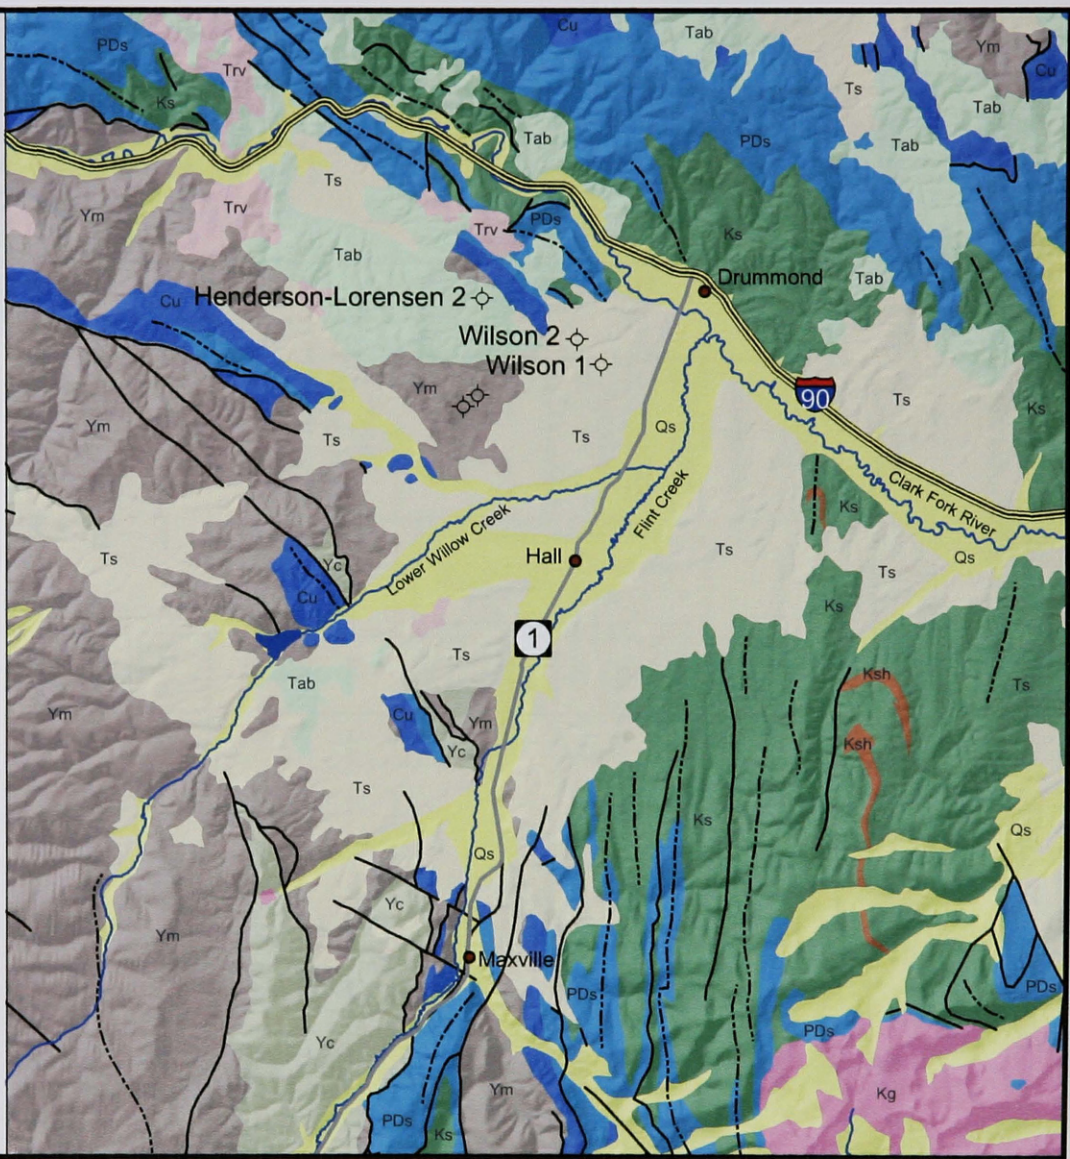 Cu
Tab
PDs
Ym
Cu
Trv
Ts
Ks
Tab
Tab
PDs
Tab
Ts
Ym
Trv
PDs
Trv
Ks
Tab
Drummond
Tab
Cu
Henderson-Lorensen 2
Wilson 2
Wilson 1
Ym
90
Ts
Ks
Ym
Qs
Ts
Ts
Clark Fork River
Ks
Flint Creek
Lower Willow Creek
Ts
Hall
Ts
Qs
Yc
Ts
Cu
Ks
1
Ts
Tab
Ksh
Ts
Ym
Cu
Ym
Yc
Ksh
Ts
Ks
Qs
Qs
Yc
Ym
Maxville
PDs
PDs
PDs
Yc
Ym
Kg
PDs
Ks